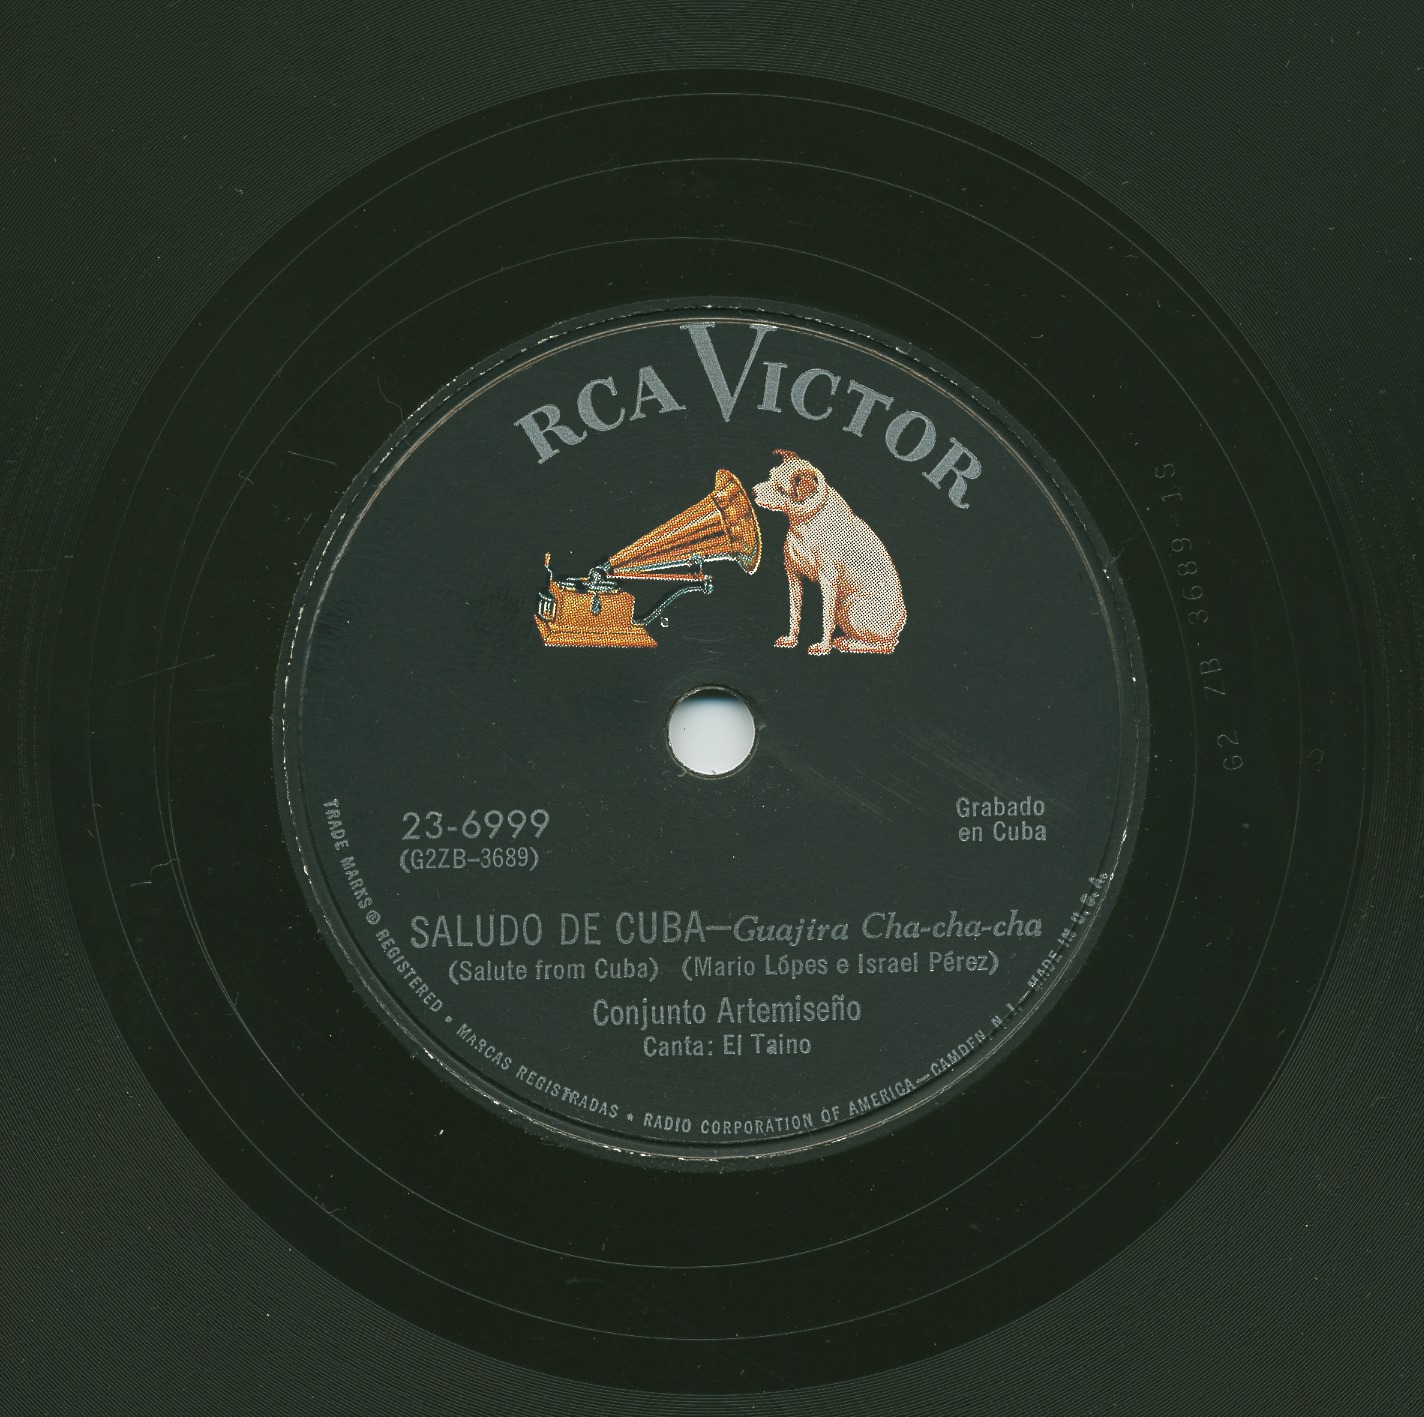 RCA VICTOR
23-6999
(G2ZB-3689)
Grabado
en Cuba
SALUDO DE CUBA—Guajira Cha-cha-cha
(Salute from Cuba) (Mario Lópes e Israel Pérez)
Conjunto Artemiseño
Canta: El Taino
TRADE MARKS ® REGISTERED • MARCAS REGISTRADAS • RADIO CORPORATION OF AMERICA—CAMDEN, N. J.—MADE IN U.S.A.
G2 ZB-3689-1S